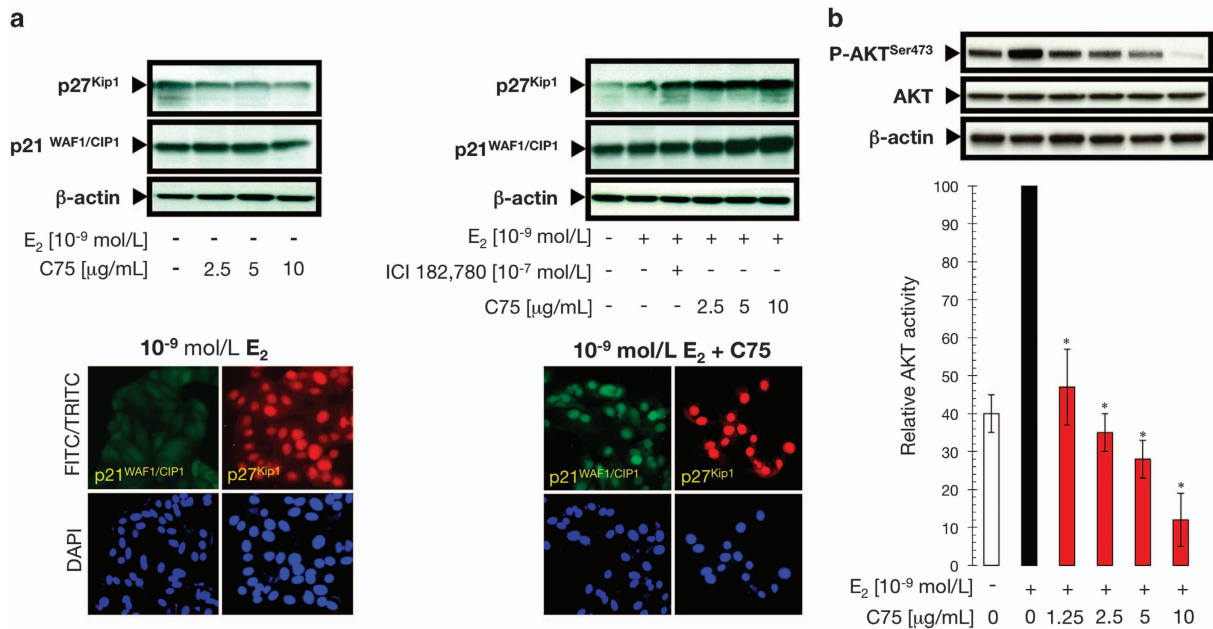 a
p27Kip1
p21 WAF1/CIP1
β-actin
E2 [10-9 mol/L] - - - -
C75 [μg/mL] - 2.5 5 10
p27Kip1
p21WAF1/CIP1
β-actin
E2 [10-9 mol/L] - + + + + +
ICI 182,780 [10-7 mol/L] - - + - - -
C75 [μg/mL] - - - 2.5 5 10
10-9 mol/L E2
FITC/TRITC
p21WAF1/CIP1
p27Kip1
DAPI
10-9 mol/L E2 + C75
p21WAF1/CIP1
p27Kip1
b
P-AKTSer473
AKT
β-actin
Relative AKT activity
100
90
80
70
60
50
40
30
20
10
0
*
*
*
*
E2 [10-9 mol/L] - + + + + +
C75 [μg/mL] 0 0 1.25 2.5 5 10